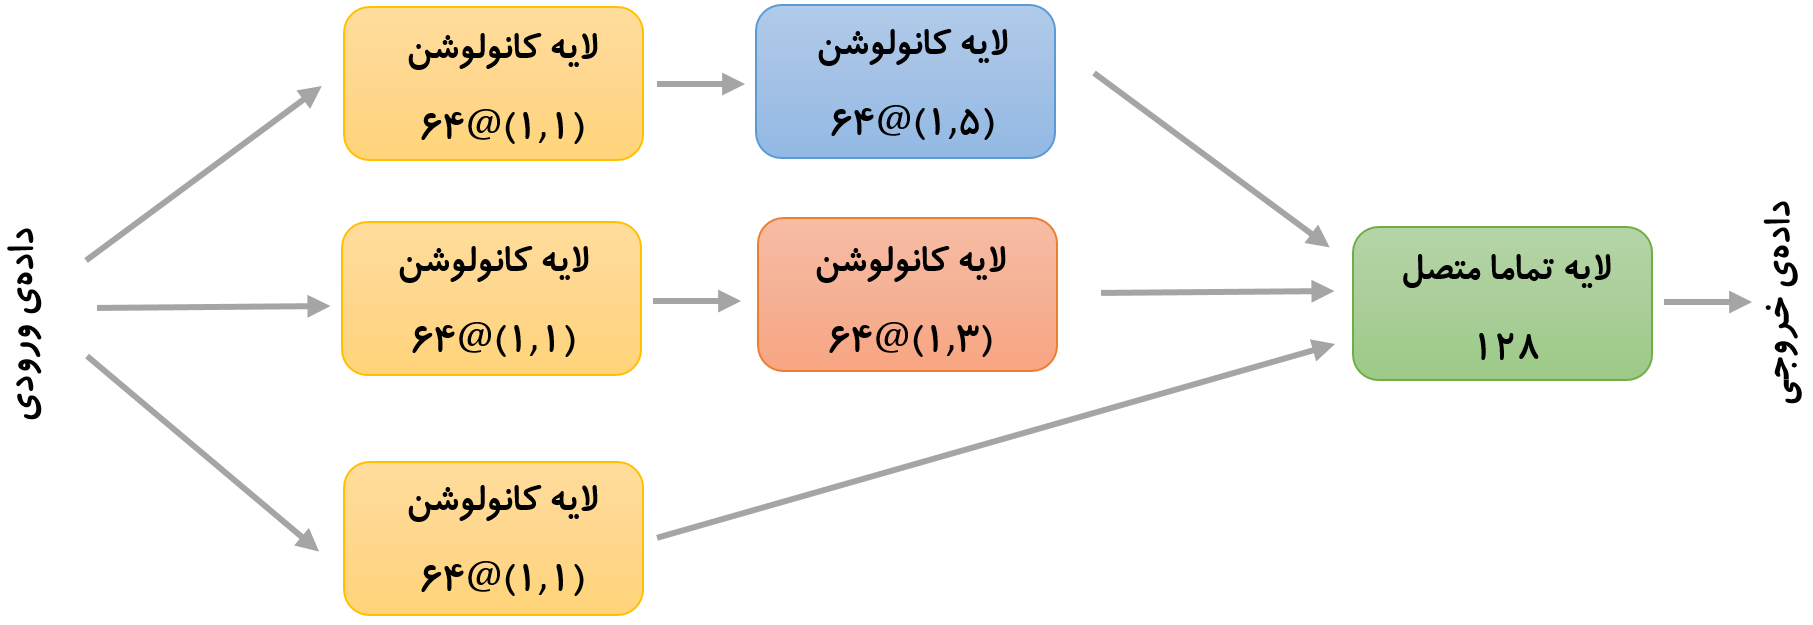 داده‌ی ورودی
لایه کانولوشن
۶۴@(۱,۱)
لایه کانولوشن
۶۴@(۱,۵)
لایه کانولوشن
۶۴@(۱,۱)
لایه کانولوشن
۶۴@(۱,۳)
لایه کانولوشن
۶۴@(۱,۱)
لایه تماما متصل
۱۲۸
داده‌ی خروجی